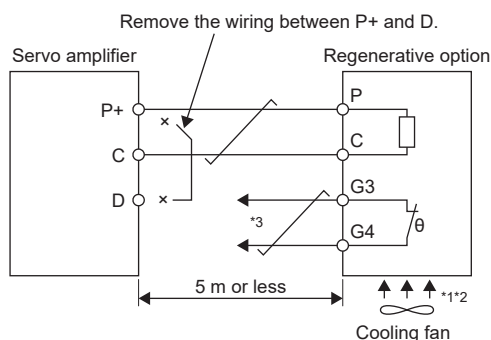 Remove the wiring between P+ and D.
Servo amplifier
Regenerative option
P+
P
C
C
D
G3
*3
G4
θ
5 m or less
*1*2
Cooling fan